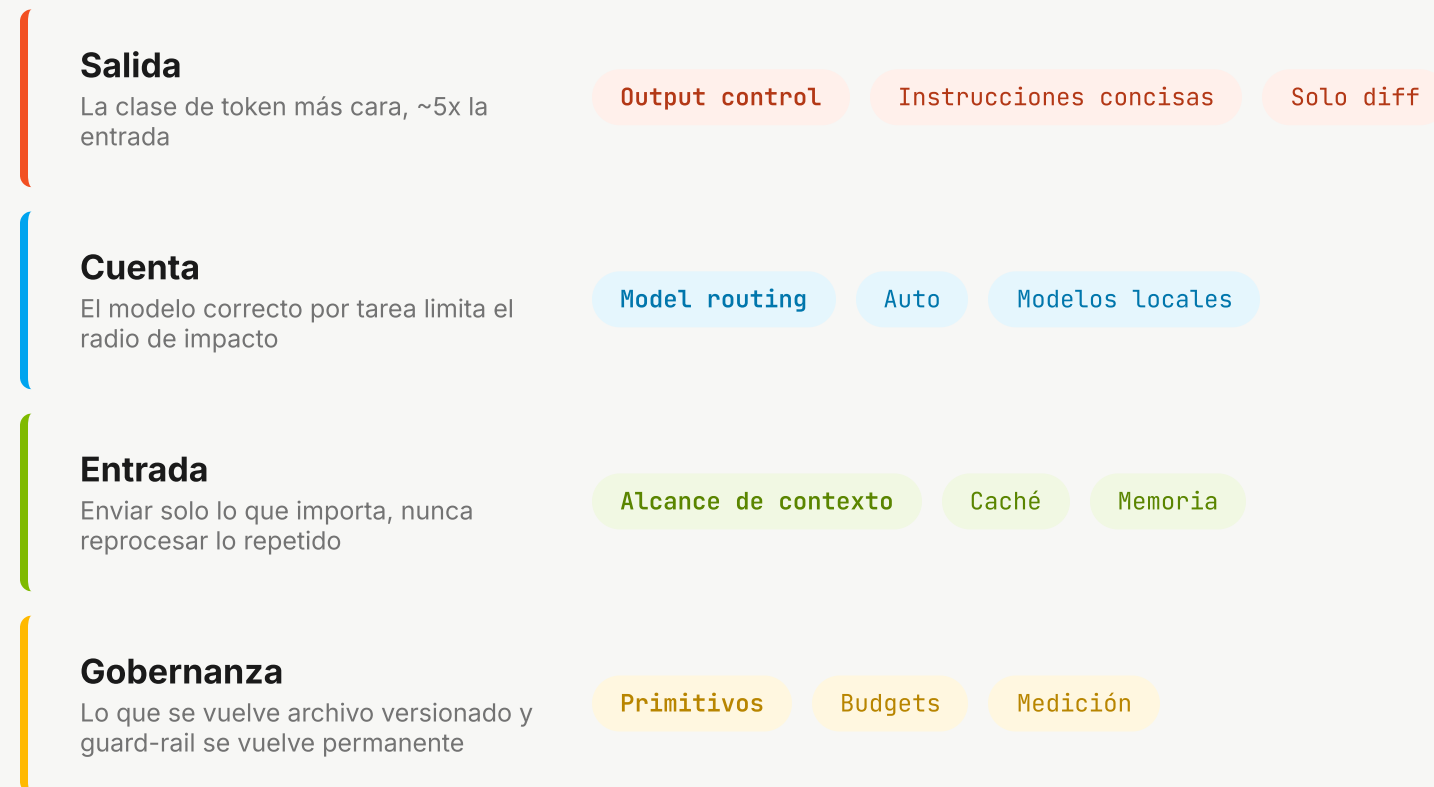 Salida
La clase de token más cara, ~5x la
entrada
Output control
Instrucciones concisas
Solo diff
Cuenta
El modelo correcto por tarea limita el
radio de impacto
Model routing
Auto
Modelos locales
Entrada
Enviar solo lo que importa, nunca
reprocesar lo repetido
Alcance de contexto
Caché
Memoria
Gobernanza
Lo que se vuelve archivo versionado y
guard-rail se vuelve permanente
Primitivos
Budgets
Medición